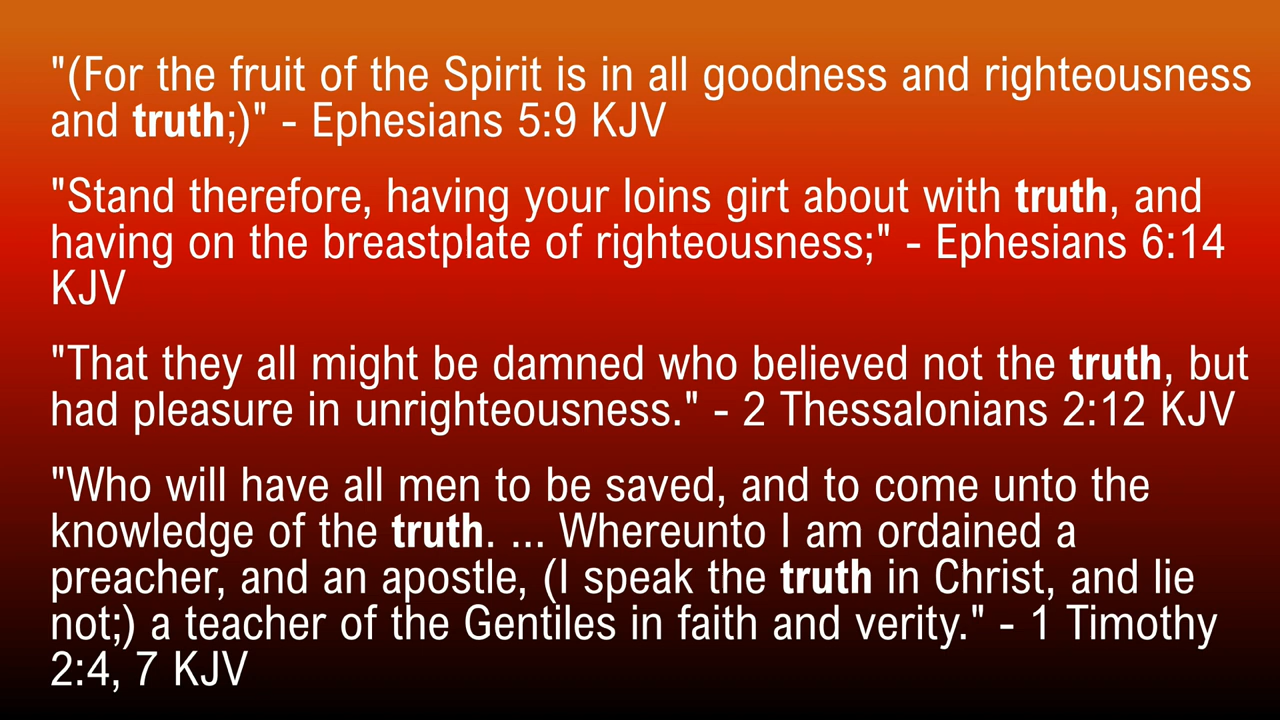 "(For the fruit of the Spirit is in all goodness and righteousness
and truth;)" - Ephesians 5:9 KJV
"Stand therefore, having your loins girt about with truth, and
having on the breastplate of righteousness;" - Ephesians 6:14
KJV
"That they all might be damned who believed not the truth, but
had pleasure in unrighteousness." - 2 Thessalonians 2:12 KJV
"Who will have all men to be saved, and to come unto the
knowledge of the truth. ... Whereunto I am ordained a
preacher, and an apostle, (I speak the truth in Christ, and lie
not;) a teacher of the Gentiles in faith and verity." - 1 Timothy
2:4, 7 KJV